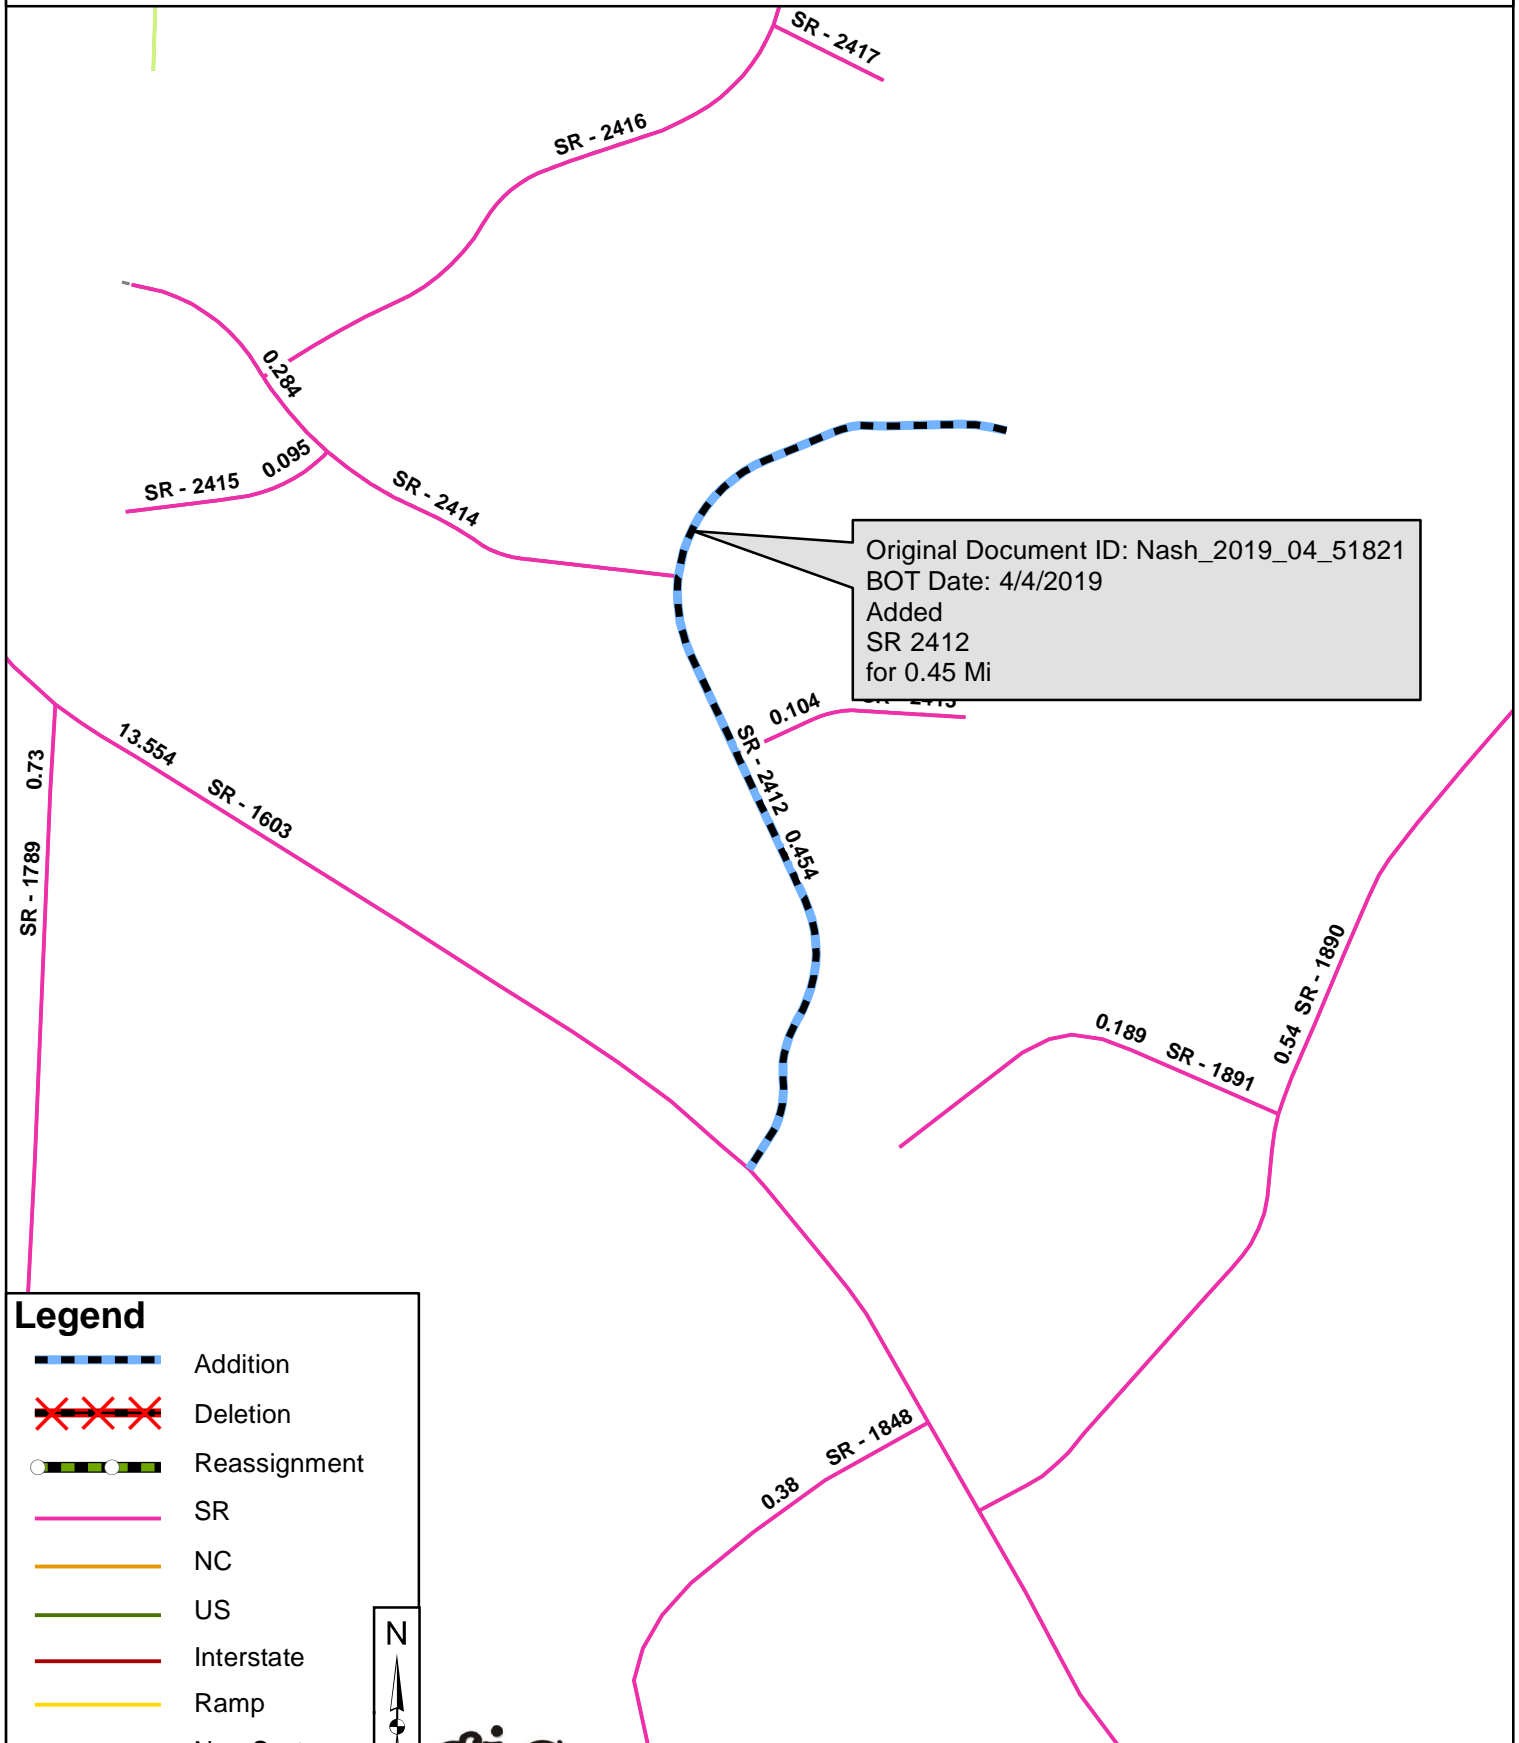 SR - 2417
SR - 2416
0.284
0.095
SR - 2415
SR - 2414
Original Document ID: Nash_2019_04_51821
BOT Date: 4/4/2019
Added
SR 2412
for 0.45 Mi
0.104
SR - 2412
0.454
13.554
SR - 1603
0.73
SR - 1789
SR - 1890
0.54
0.189
SR - 1891
SR - 1848
0.38
Legend
Addition
Deletion
Reassignment
SR
NC
US
Interstate
Ramp
N